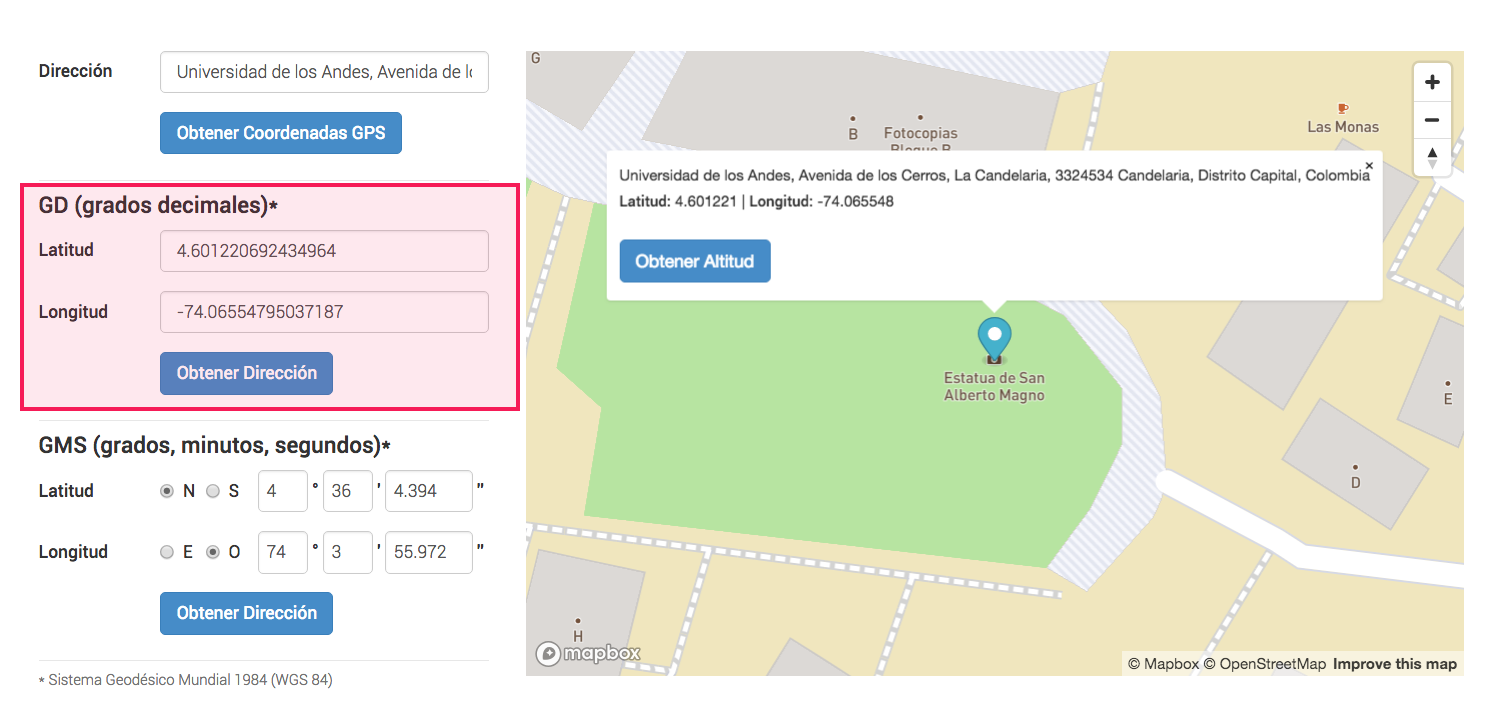 Dirección
Universidad de los Andes, Avenida de l
Obtener Coordenadas GPS
GD (grados decimales)*
Latitud
4.601220692434964
Longitud
-74.06554795037187
Obtener Dirección
GMS (grados, minutos, segundos)*
Latitud N S 4 ° 36 ' 4.394 "
Longitud E O 74 ° 3 ' 55.972 "
Obtener Dirección
* Sistema Geodésico Mundial 1984 (WGS 84)
G
B
Fotocopias
Bloque B
Las Monas
+
−
×
Universidad de los Andes, Avenida de los Cerros, La Candelaria, 3324534 Candelaria, Distrito Capital, Colombia
Latitud: 4.601221 | Longitud: -74.065548
Obtener Altitud
Estatua de San
Alberto Magno
E
D
H
mapbox
© Mapbox © OpenStreetMap Improve this map